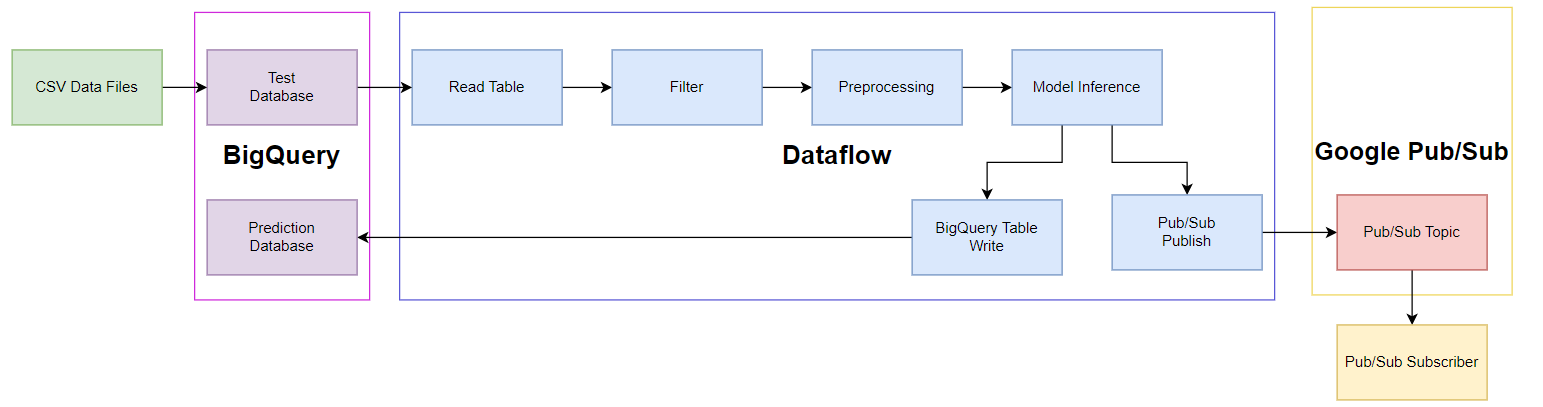 CSV Data Files
Test
Database
Read Table
Filter
Preprocessing
Model Inference
BigQuery
Dataflow
Google Pub/Sub
Prediction
Database
BigQuery Table
Write
Pub/Sub
Publish
Pub/Sub Topic
Pub/Sub Subscriber